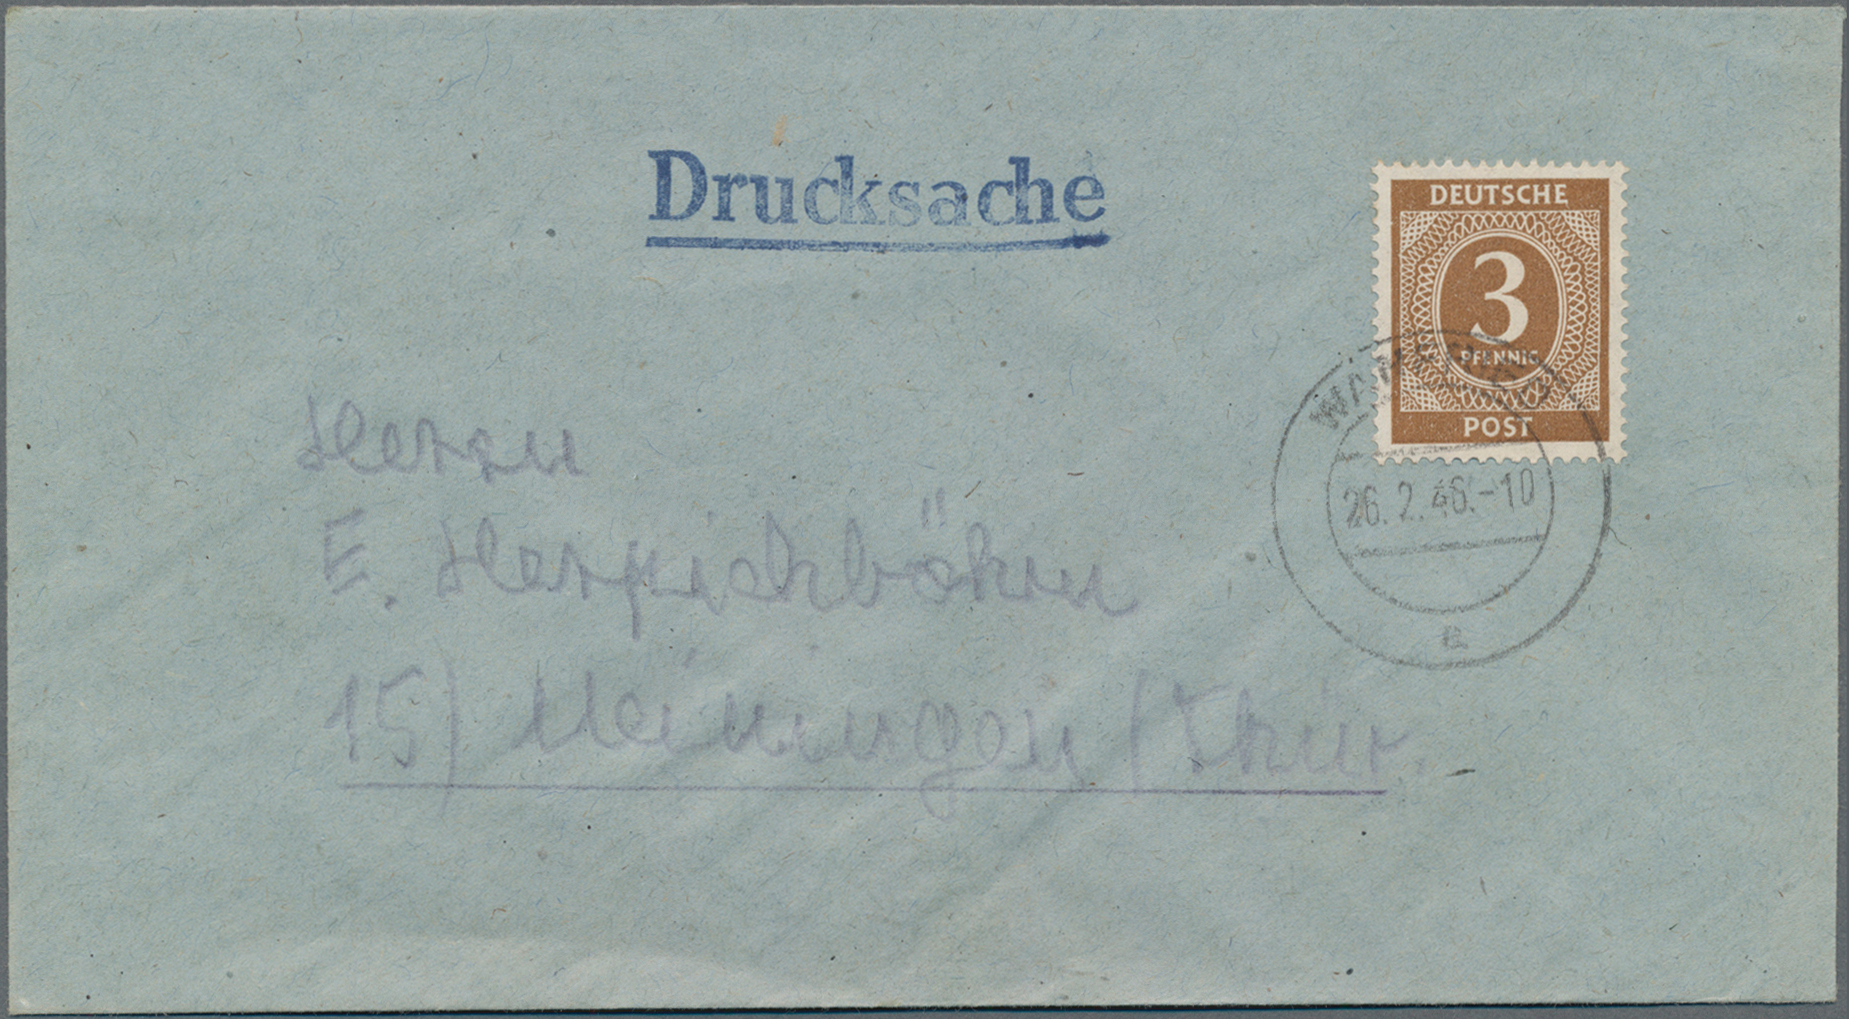 Drucksache
DEUTSCHE
3
PFENNIG
POST
26.2.46.-10
a
Herrn
E. Herpichböhm
15) Meiningen / Thür.